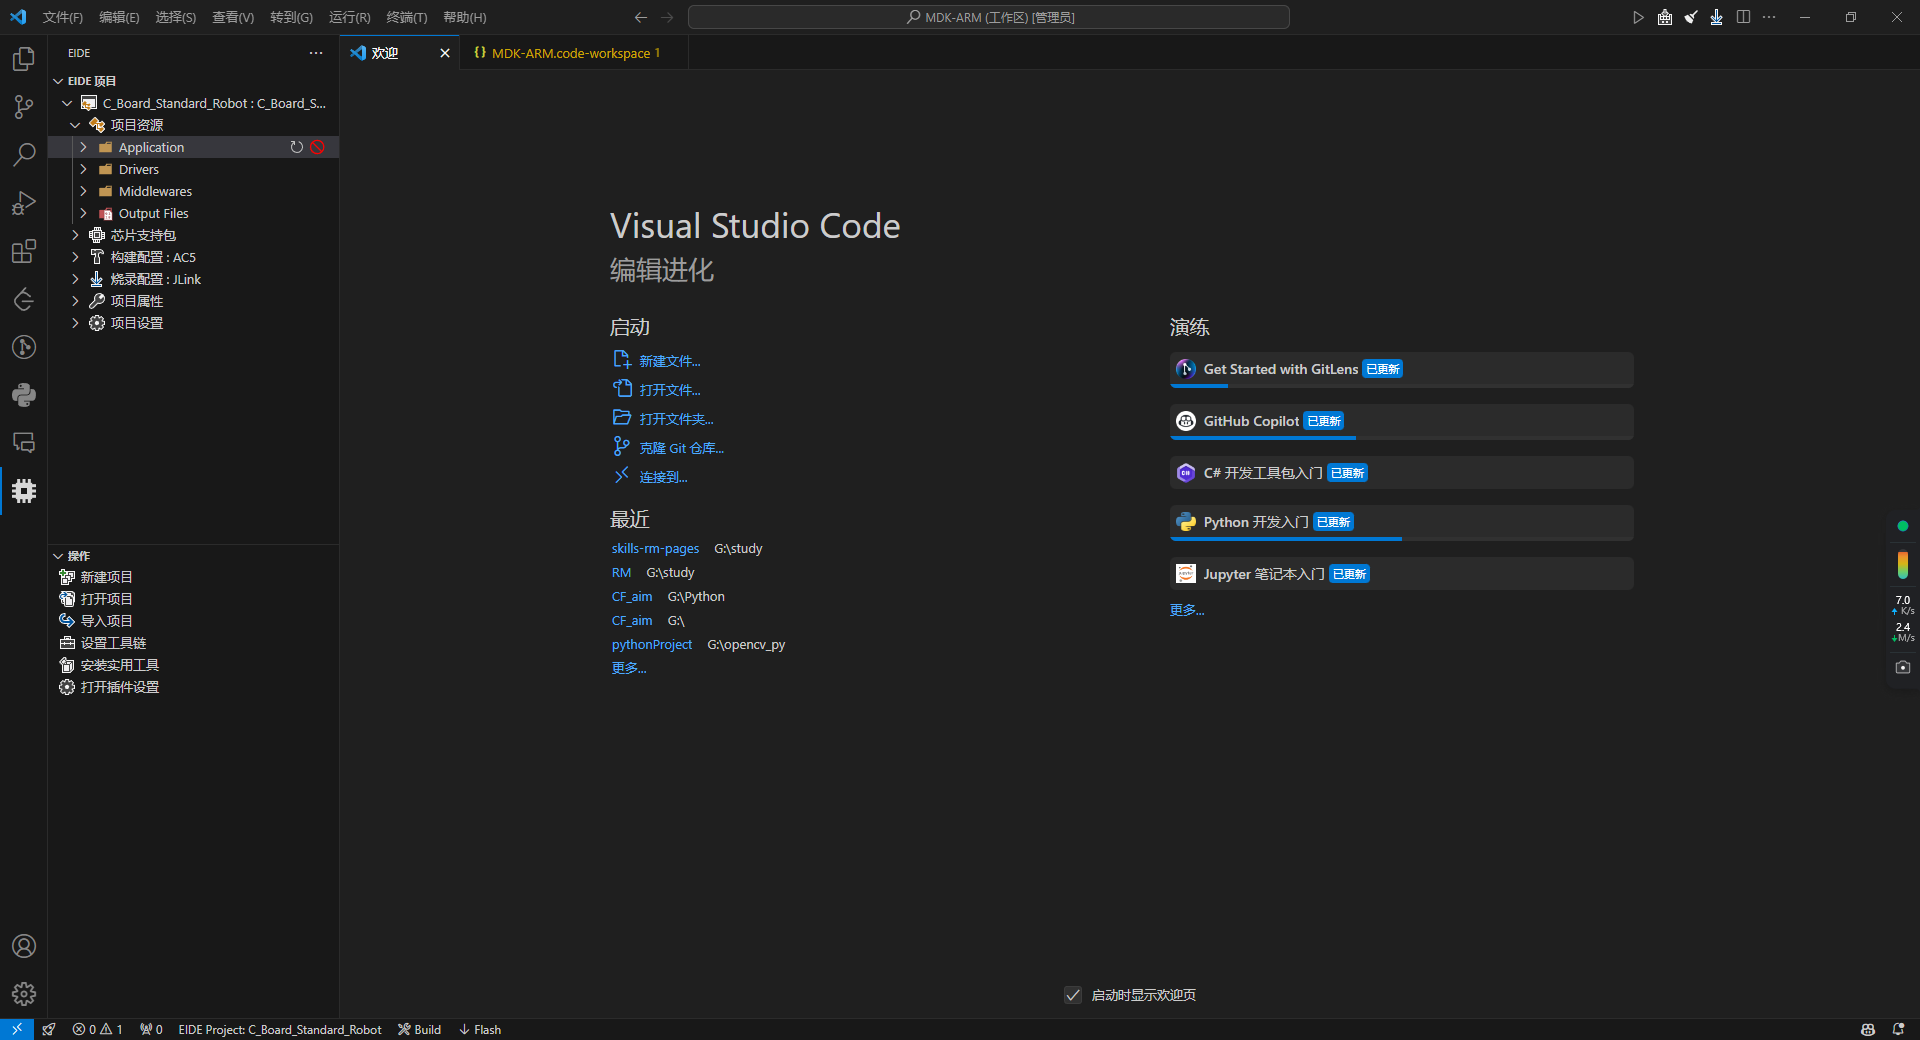 文件(F) 编辑(E) 选择(S) 查看(V) 转到(G) 运行(R) 终端(T) 帮助(H)
MDK-ARM (工作区) [管理员]
EIDE
欢迎
MDK-ARM.code-workspace 1
EIDE 项目
C_Board_Standard_Robot : C_Board_S...
项目资源
Application
Drivers
Middlewares
Output Files
芯片支持包
构建配置 : AC5
烧录配置 : JLink
项目属性
项目设置
操作
新建项目
打开项目
导入项目
设置工具链
安装实用工具
打开插件设置
Visual Studio Code
编辑进化
启动
新建文件...
打开文件...
打开文件夹...
克隆 Git 仓库...
连接到...
最近
skills-rm-pages G:\study
RM G:\study
CF_aim G:\Python
CF_aim G:\
pythonProject G:\opencv_py
更多...
演练
Get Started with GitLens 已更新
GitHub Copilot 已更新
C# 开发工具包入门 已更新
Python 开发入门 已更新
Jupyter 笔记本入门 已更新
更多...
7.0
K/s
2.4
M/s
启动时显示欢迎页
0 1 0 EIDE Project: C_Board_Standard_Robot Build Flash